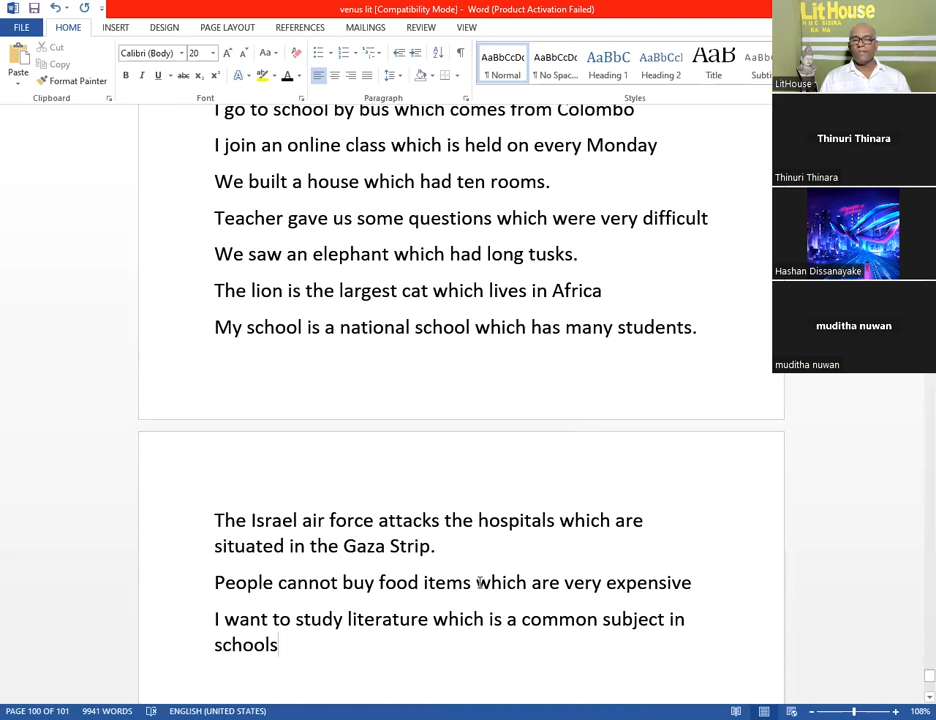 venus lit [Compatibility Mode] - Word (Product Activation Failed)
FILE HOME INSERT DESIGN PAGE LAYOUT REFERENCES MAILINGS REVIEW VIEW
Cut
Copy
Format Painter
Paste
Calibri (Body) 20
Clipboard Font Paragraph Styles
AaBbCcDc AaBbCcDc AaBbC AaBbCcI AaB AaBbC
¶ Normal ¶ No Spac... Heading 1 Heading 2 Title Subti
I go to school by bus which comes from Colombo
I join an online class which is held on every Monday
We built a house which had ten rooms.
Teacher gave us some questions which were very difficult
We saw an elephant which had long tusks.
The lion is the largest cat which lives in Africa
My school is a national school which has many students.
The Israel air force attacks the hospitals which are
situated in the Gaza Strip.
People cannot buy food items which are very expensive
I want to study literature which is a common subject in
schools
LitHouse
LitHouse
Thinuri Thinara
Thinuri Thinara
Hashan Dissanayake
muditha nuwan
muditha nuwan
PAGE 100 OF 101 9941 WORDS ENGLISH (UNITED STATES) 108%